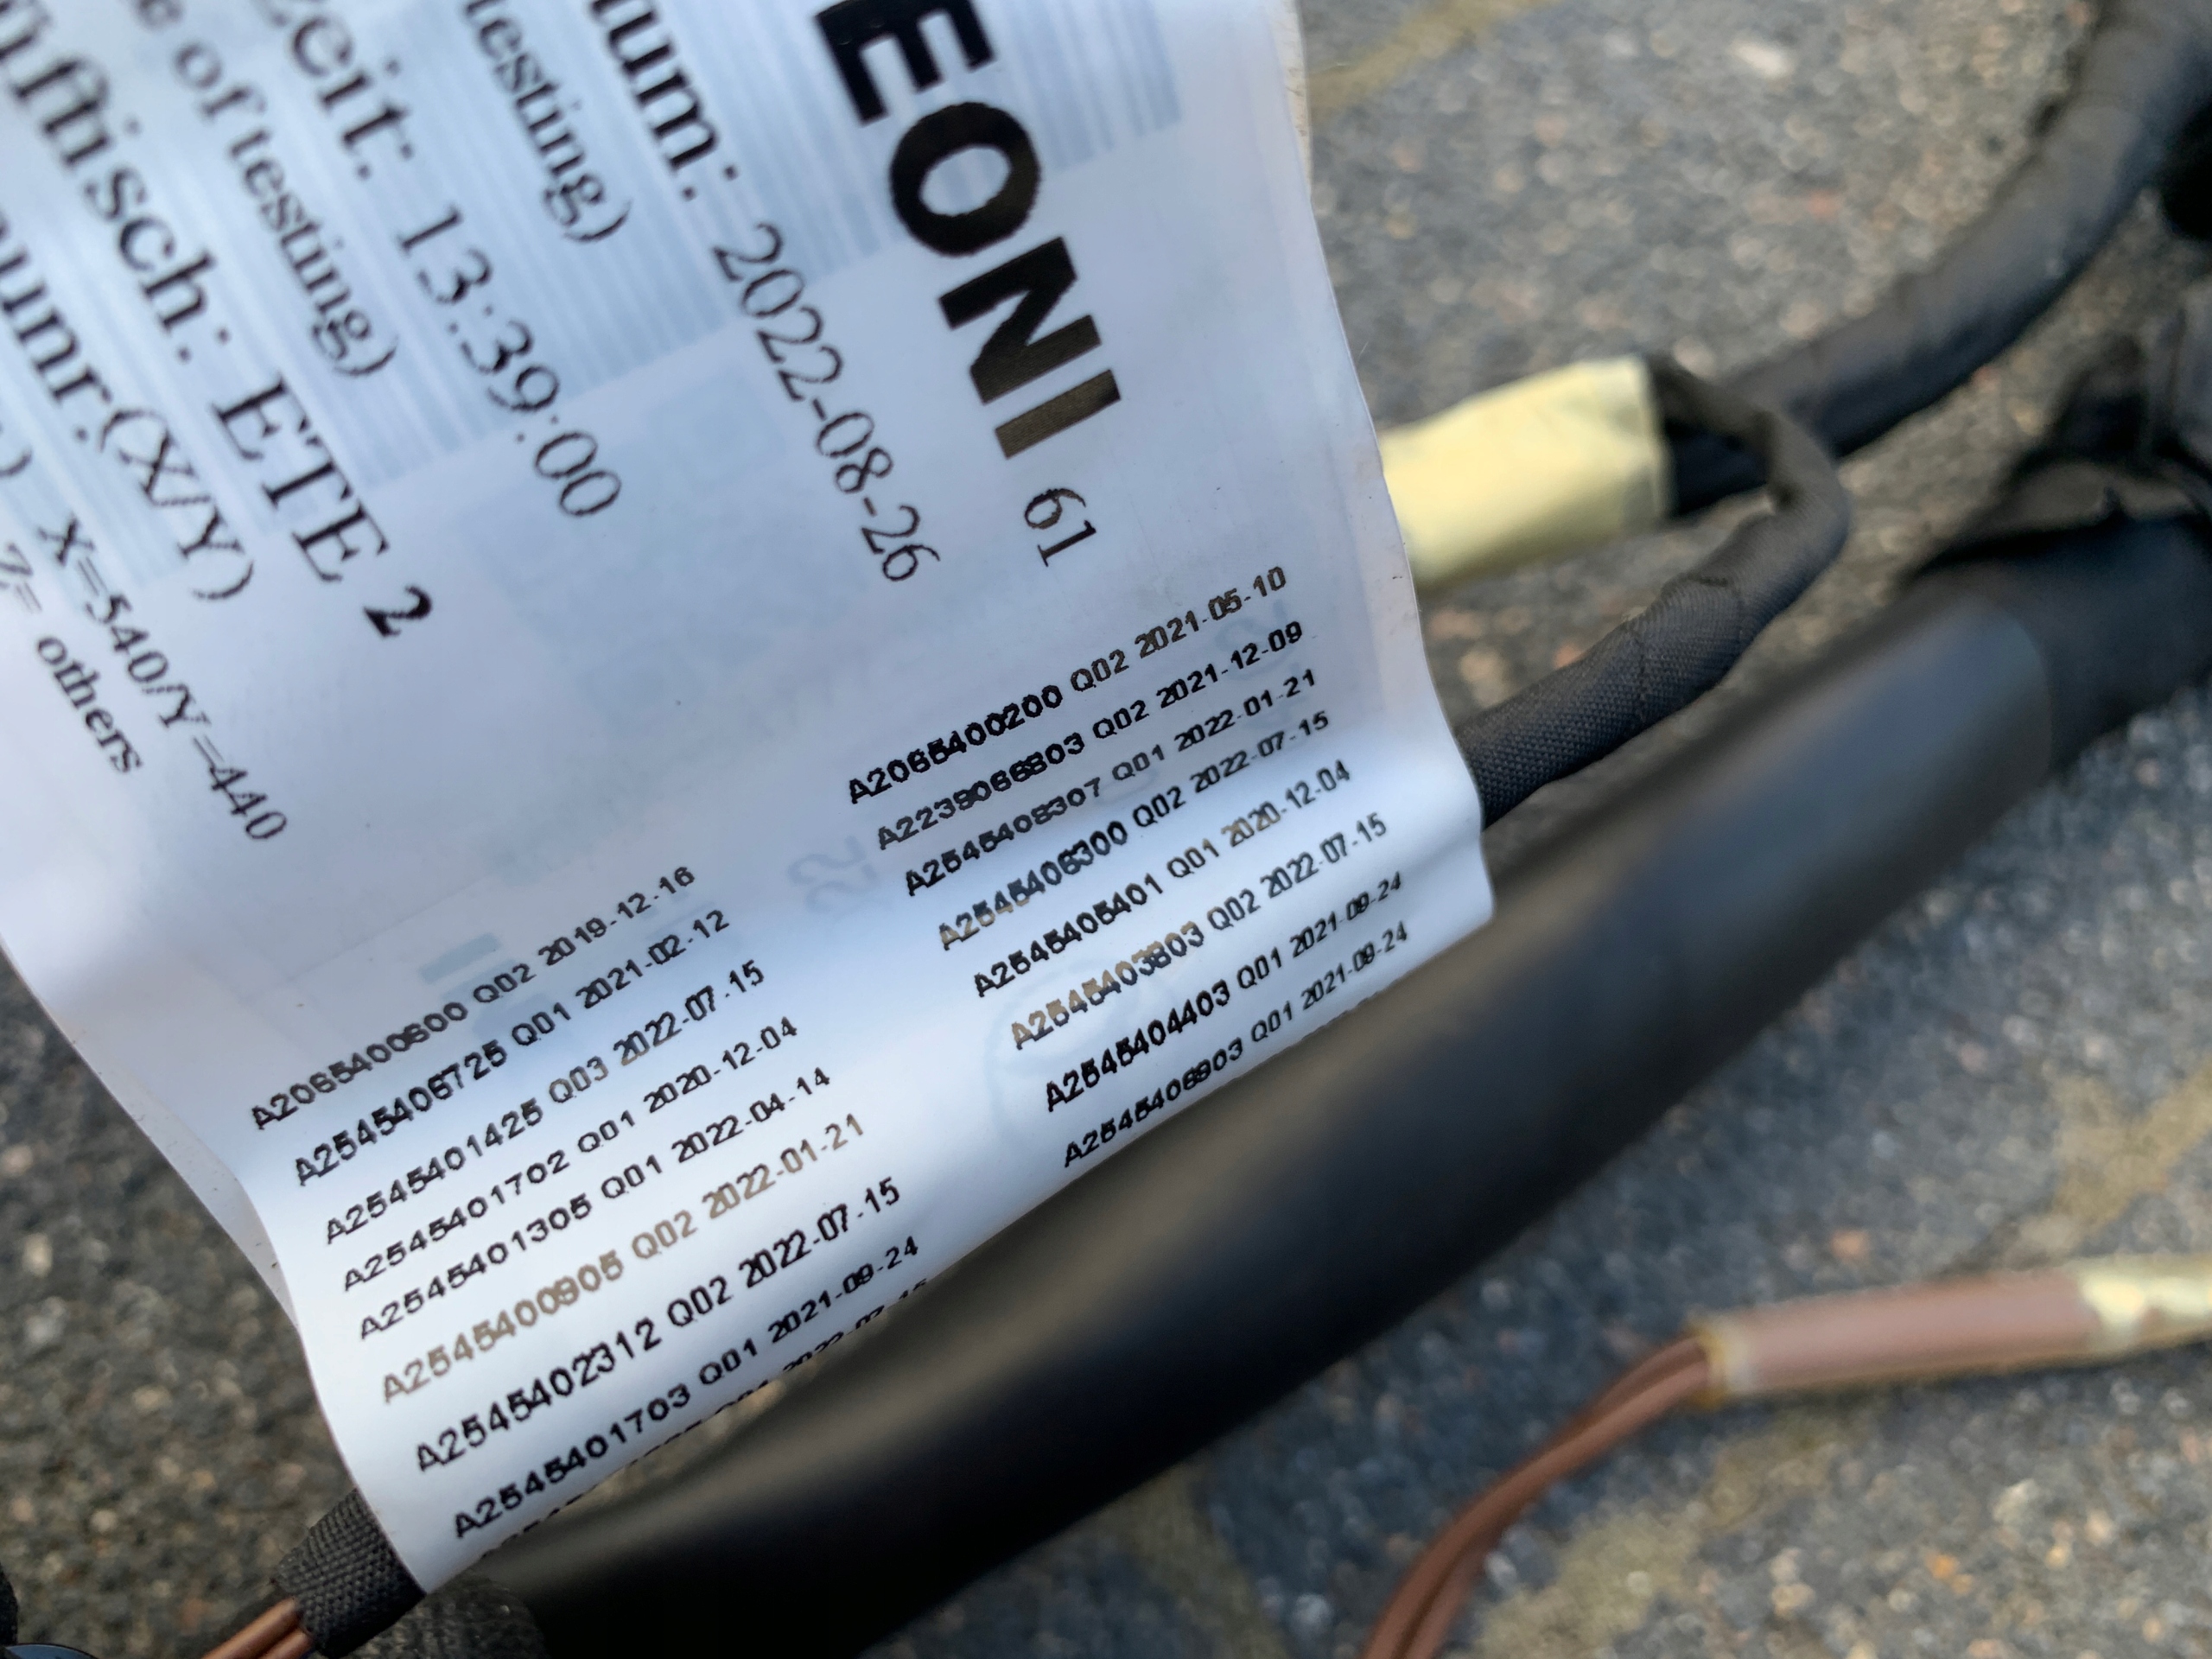 EONI 61
um: 2022-08-26
testing)
zeit: 13:39:00
e of testing)
üftisch: ETE 2
unr.(X/Y)
X=540/Y=440
Z= others
A2065400600 Q02 2019-12-16
A2545406725 Q01 2021-02-12
A2545401425 Q03 2022-07-15
A2545401702 Q01 2020-12-04
A2545401305 Q01 2022-04-14
A2545400905 Q02 2022-01-21
A2545402312 Q02 2022-07-15
A2545401703 Q01 2021-09-24
A2065400200 Q02 2021-05-10
A2239066803 Q02 2021-12-09
A2545408307 Q01 2022-01-21
A2545406300 Q02 2022-07-15
A2545405401 Q01 2020-12-04
A2545403803 Q02 2022-07-15
A2545404403 Q01 2021-09-24
A2545406903 Q01 2021-09-24